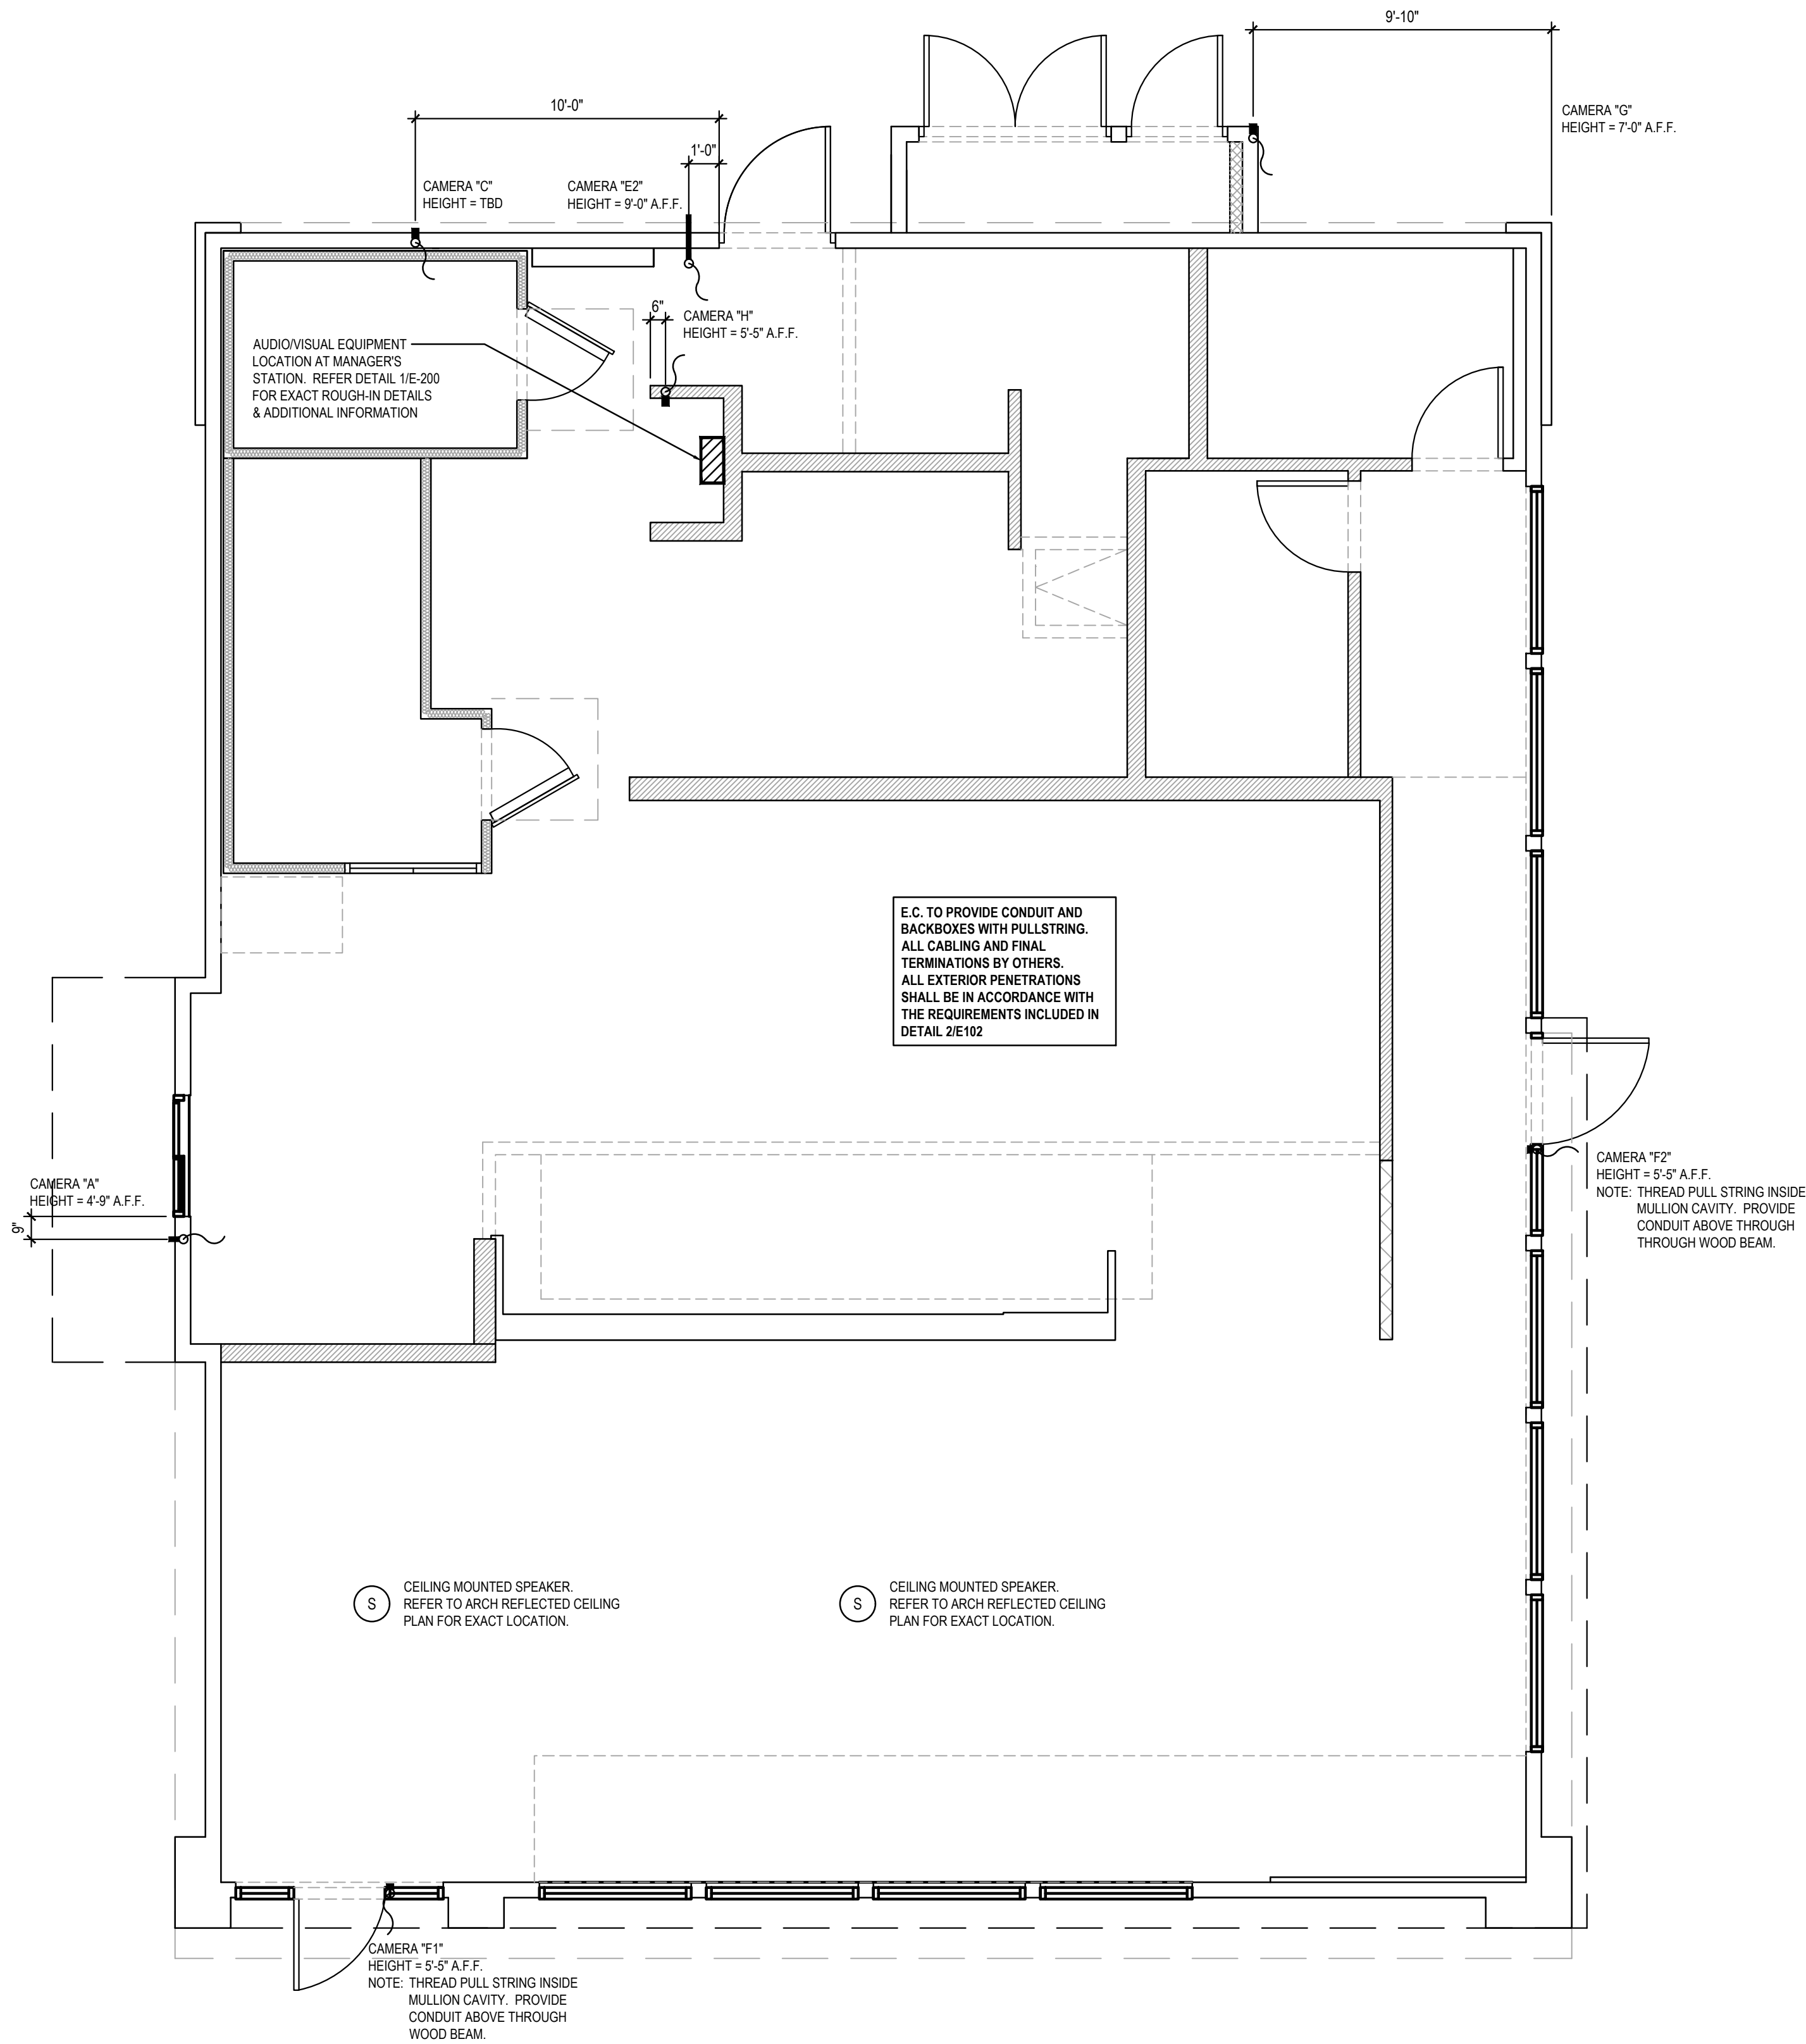 9'-10"
CAMERA "G"
HEIGHT = 7'-0" A.F.F.
10'-0"
1'-0"
CAMERA "C"
HEIGHT = TBD
CAMERA "E2"
HEIGHT = 9'-0" A.F.F.
6"
CAMERA "H"
HEIGHT = 5'-5" A.F.F.
AUDIO/VISUAL EQUIPMENT
LOCATION AT MANAGER'S
STATION. REFER DETAIL 1/E-200
FOR EXACT ROUGH-IN DETAILS
& ADDITIONAL INFORMATION
E.C. TO PROVIDE CONDUIT AND
BACKBOXES WITH PULLSTRING.
ALL CABLING AND FINAL
TERMINATIONS BY OTHERS.
ALL EXTERIOR PENETRATIONS
SHALL BE IN ACCORDANCE WITH
THE REQUIREMENTS INCLUDED IN
DETAIL 2/E102
CAMERA "A"
HEIGHT = 4'-9" A.F.F.
9"
CAMERA "F2"
HEIGHT = 5'-5" A.F.F.
NOTE: THREAD PULL STRING INSIDE
MULLION CAVITY. PROVIDE
CONDUIT ABOVE THROUGH
THROUGH WOOD BEAM.
S
CEILING MOUNTED SPEAKER.
REFER TO ARCH REFLECTED CEILING
PLAN FOR EXACT LOCATION.
S
CEILING MOUNTED SPEAKER.
REFER TO ARCH REFLECTED CEILING
PLAN FOR EXACT LOCATION.
CAMERA "F1"
HEIGHT = 5'-5" A.F.F.
NOTE: THREAD PULL STRING INSIDE
MULLION CAVITY. PROVIDE
CONDUIT ABOVE THROUGH
WOOD BEAM.